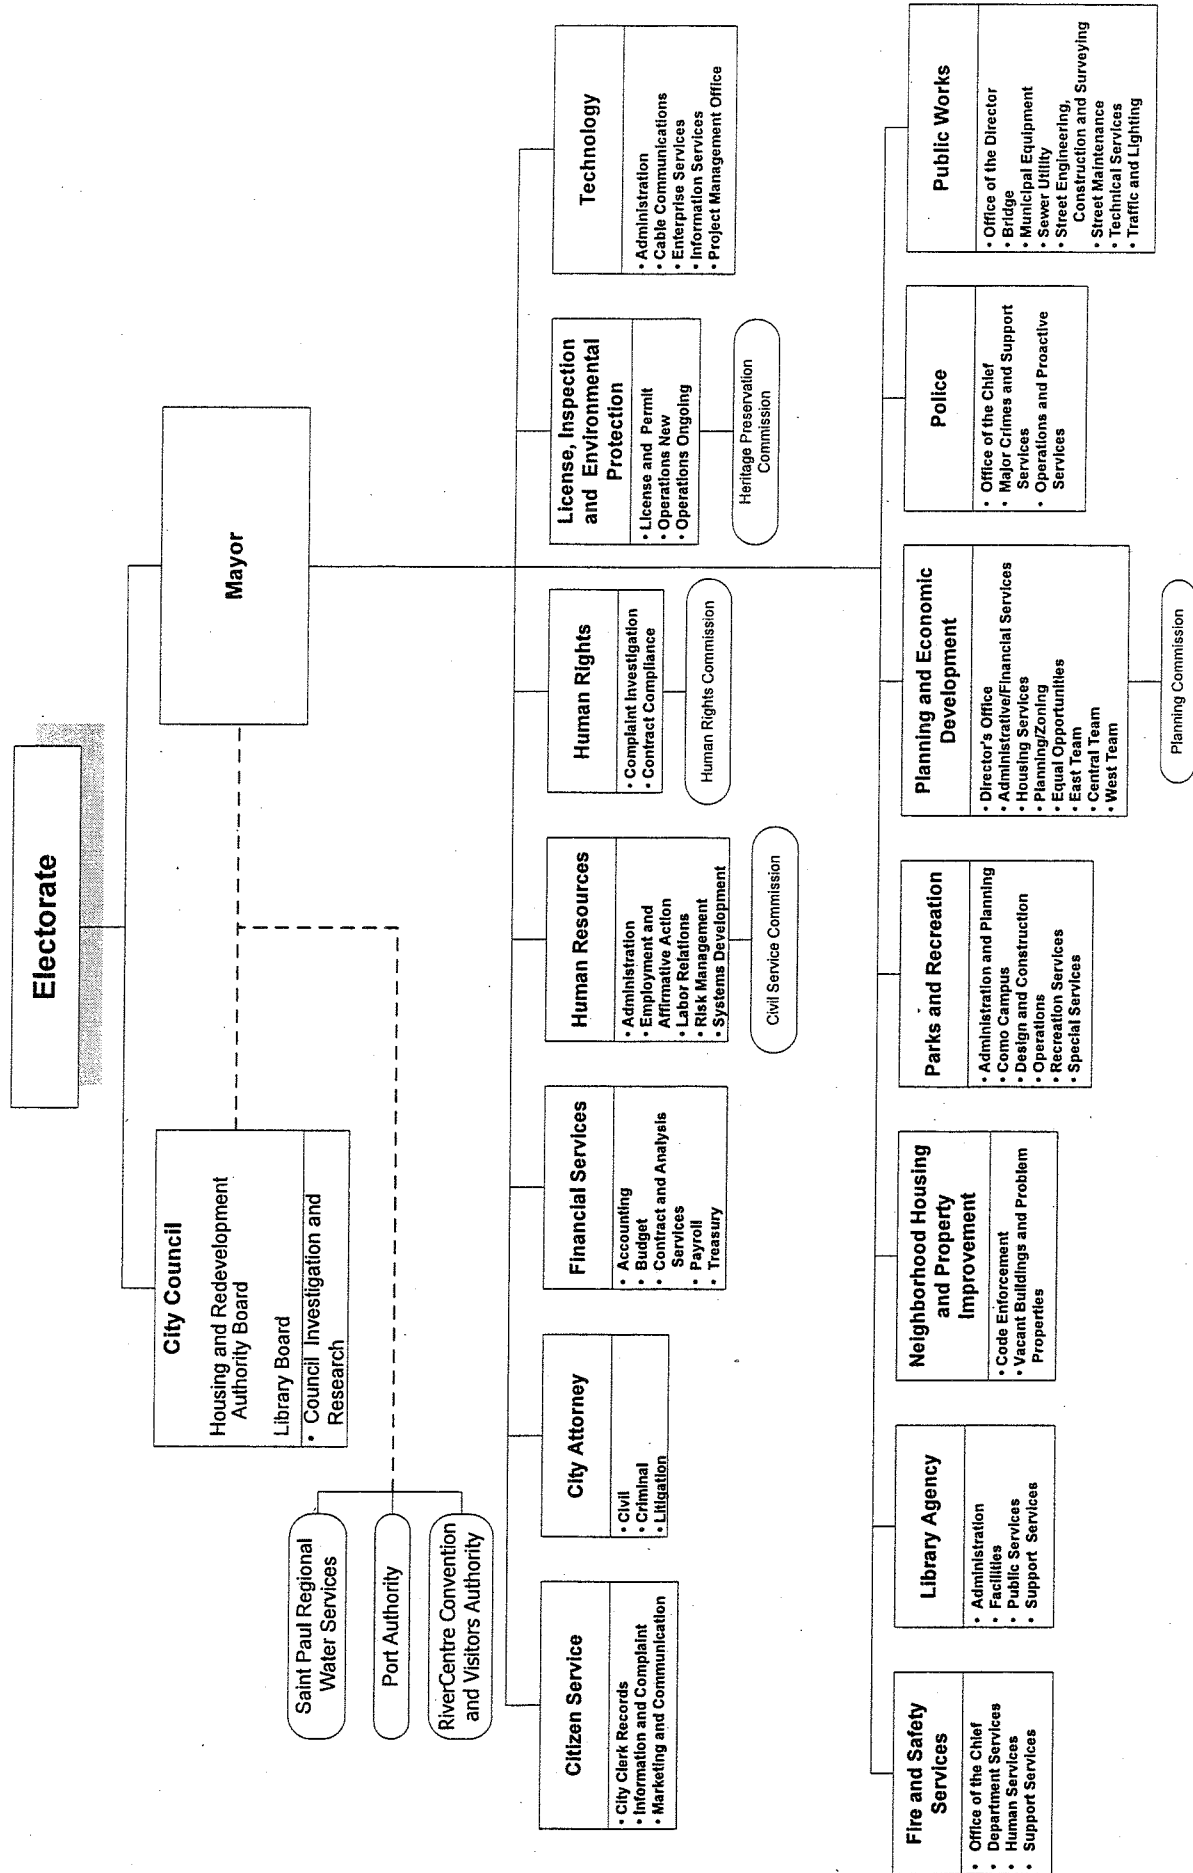 Electorate
City Council
Housing and Redevelopment
Authority Board
Library Board
• Council Investigation and
Research
Mayor
Saint Paul Regional
Water Services
Port Authority
RiverCentre Convention
and Visitors Authority
Citizen Service
• City Clerk Records
• Information and Complaint
• Marketing and Communication
City Attorney
• Civil
• Criminal
• Litigation
Financial Services
• Accounting
• Budget
• Contract and Analysis
Services
• Payroll
• Treasury
Human Resources
• Administration
• Employment and
Affirmative Action
• Labor Relations
• Risk Management
• Systems Development
Civil Service Commission
Human Rights
• Complaint Investigation
• Contract Compliance
Human Rights Commission
License, Inspection
and Environmental
Protection
• License and Permit
• Operations New
• Operations Ongoing
Heritage Preservation
Commission
Technology
• Administration
• Cable Communications
• Enterprise Services
• Information Services
• Project Management Office
Fire and Safety
Services
• Office of the Chief
• Department Services
• Human Services
• Support Services
Library Agency
• Administration
• Facilities
• Public Services
• Support Services
Neighborhood Housing
and Property
Improvement
• Code Enforcement
• Vacant Buildings and Problem
Properties
Parks and Recreation
• Administration and Planning
• Como Campus
• Design and Construction
• Operations
• Recreation Services
• Special Services
Planning and Economic
Development
• Director's Office
• Administrative/Financial Services
• Housing Services
• Planning/Zoning
• Equal Opportunities
• East Team
• Central Team
• West Team
Planning Commission
Police
• Office of the Chief
• Major Crimes and Support
Services
• Operations and Proactive
Services
Public Works
• Office of the Director
• Bridge
• Municipal Equipment
• Sewer Utility
• Street Engineering,
Construction and Surveying
• Street Maintenance
• Technical Services
• Traffic and Lighting